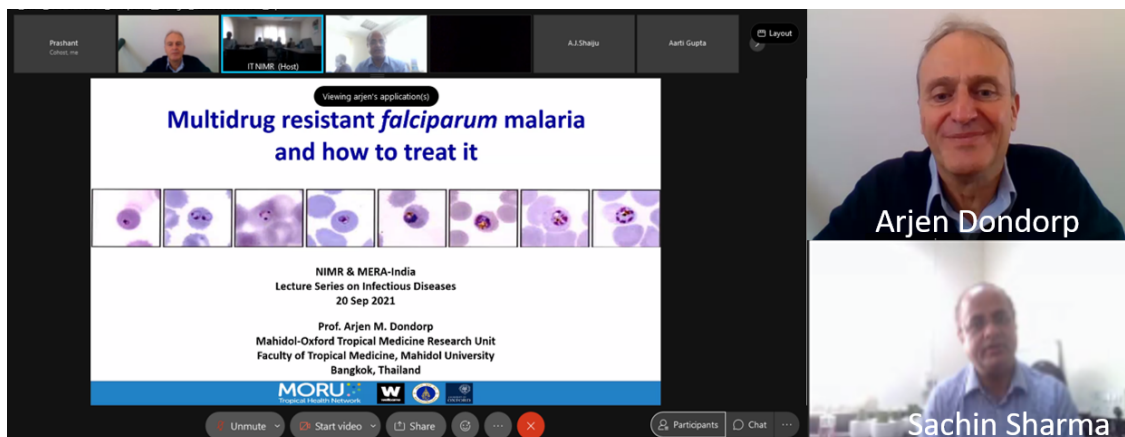 Prashant
Cohost, me
IT NIMR (Host)
A.J.Shaiju
Aarti Gupta
Layout
Viewing arjen's application(s)
Multidrug resistant falciparum malaria
and how to treat it
NIMR & MERA-India
Lecture Series on Infectious Diseases
20 Sep 2021
Prof. Arjen M. Dondorp
Mahidol-Oxford Tropical Medicine Research Unit
Faculty of Tropical Medicine, Mahidol University
Bangkok, Thailand
MORU
Tropical Health Network
W
wellcome
OXFORD
Unmute
Start video
Share
Participants
Chat
Arjen Dondorp
Sachin Sharma